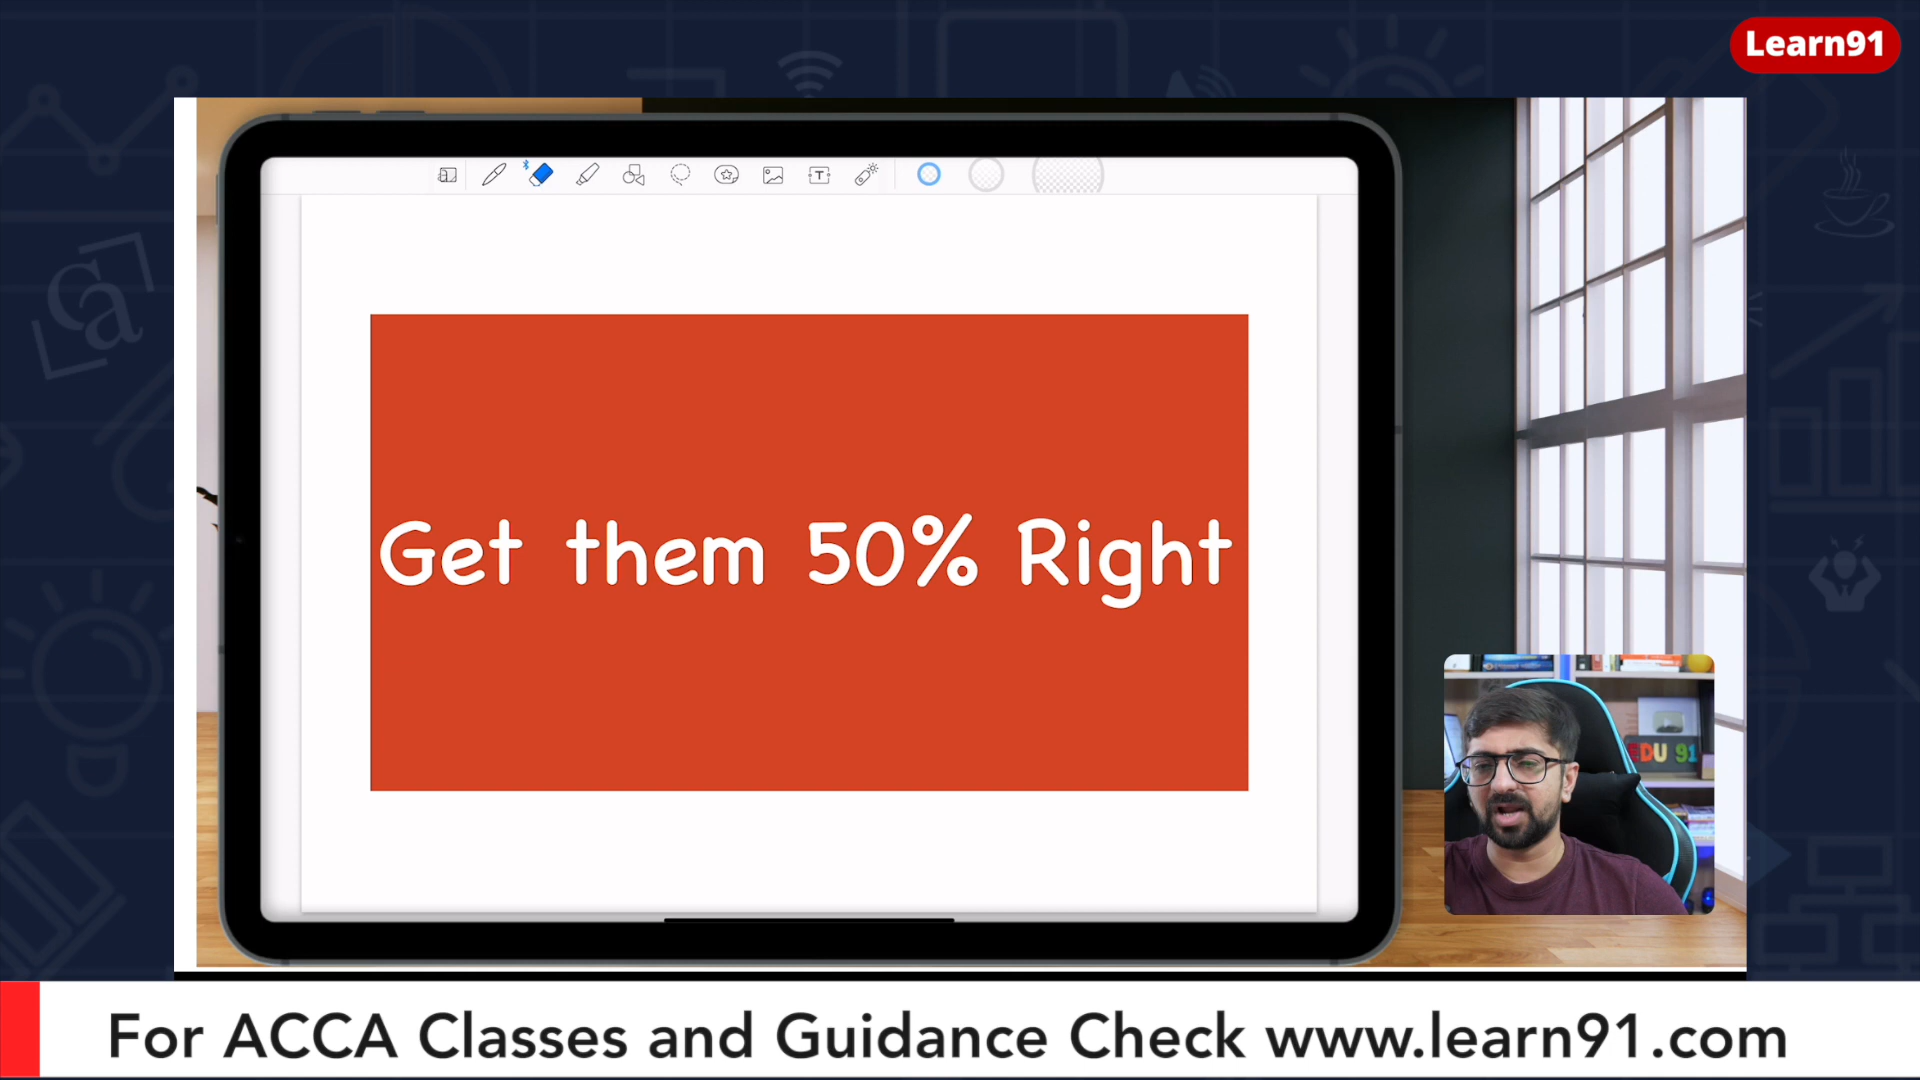 Learn91
Get them 50% Right
EDU 91
For ACCA Classes and Guidance Check www.learn91.com